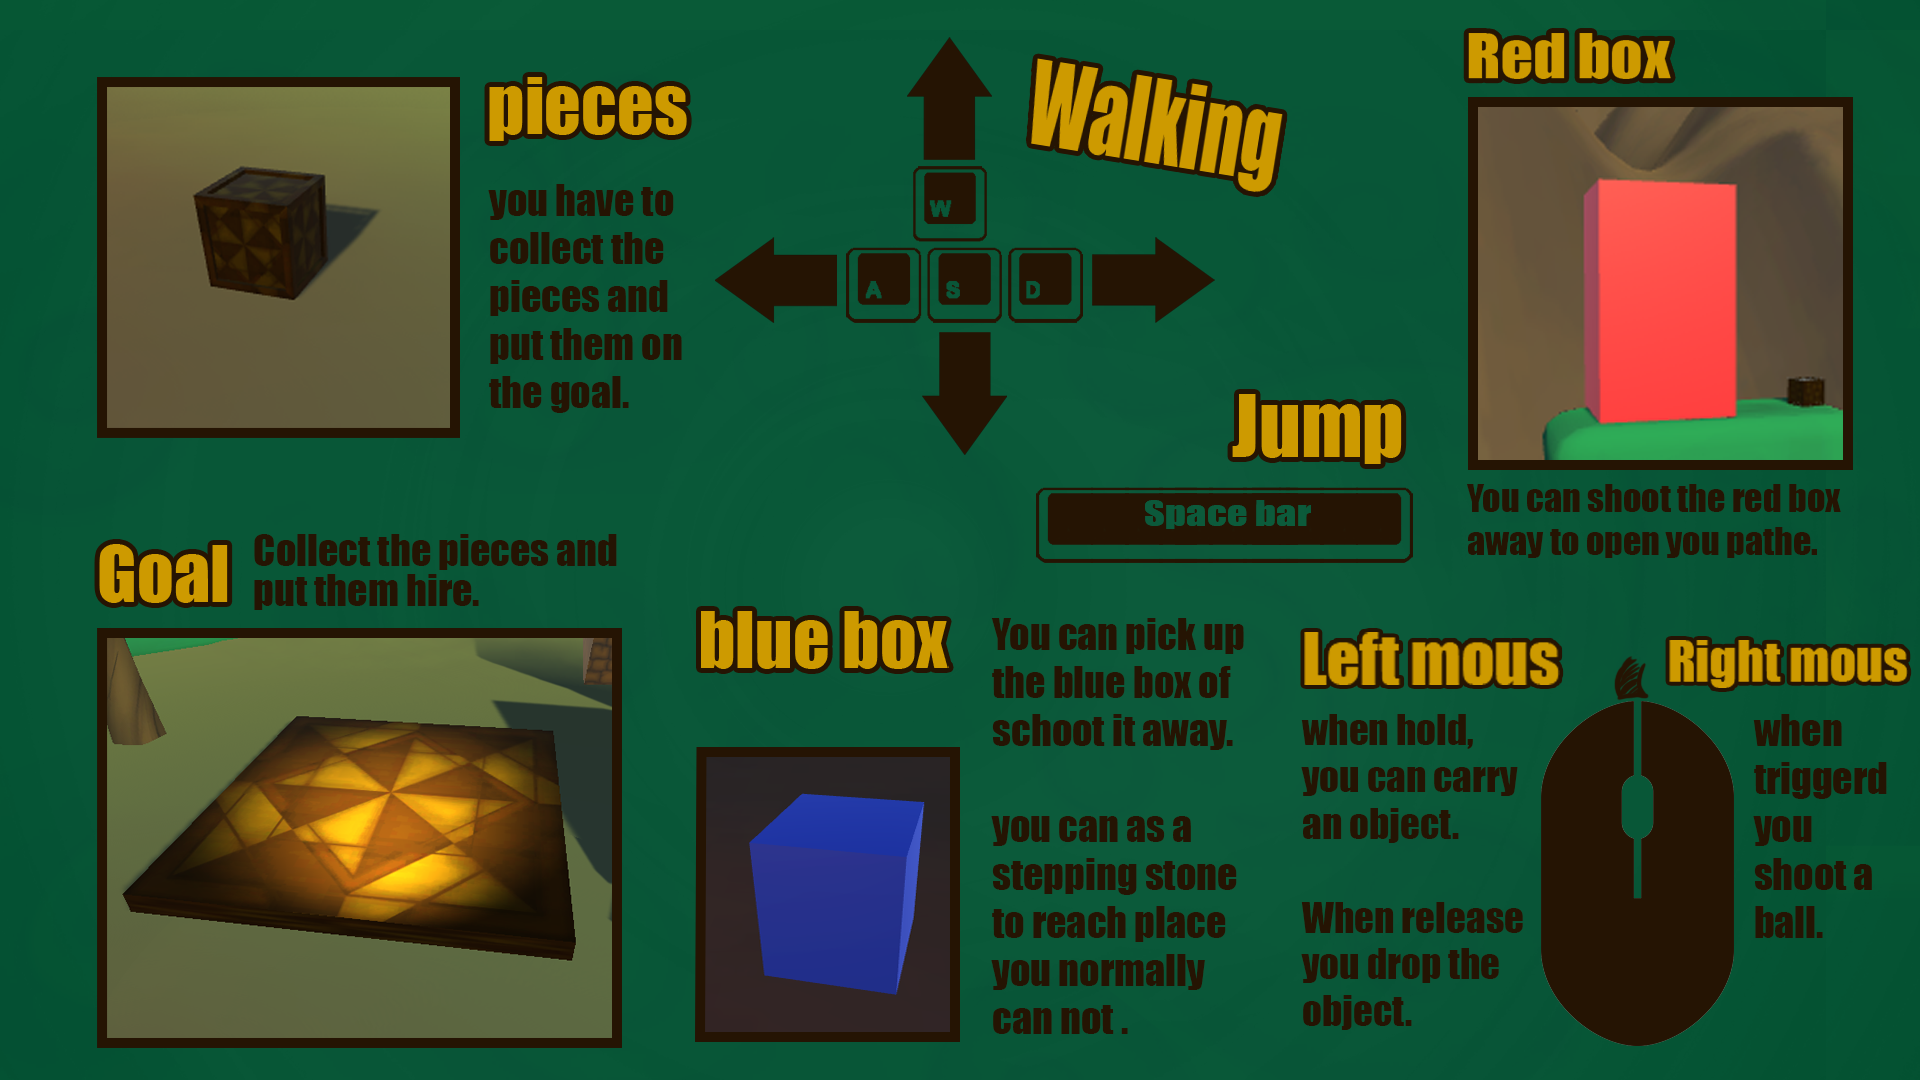 pieces
you have to
collect the
pieces and
put them on
the goal.
Walking
W
A
S
D
Jump
Space bar
Red box
You can shoot the red box
away to open you pathe.
Goal
Collect the pieces and
put them hire.
blue box
You can pick up
the blue box of
schoot it away.
you can as a
stepping stone
to reach place
you normally
can not .
Left mous
when hold,
you can carry
an object.
When release
you drop the
object.
Right mous
when
triggerd
you
shoot a
ball.